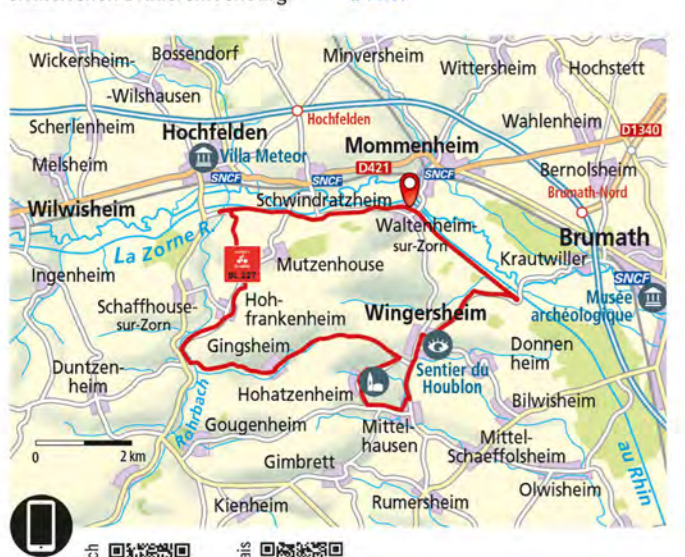 Wickersheim-
Bossendorf
Minversheim
Wittersheim
Hochstett
-Wilshausen
Hochfelden
Wahlenheim
Scherlenheim
Hochfelden
Mommenheim
D1340
Villa Meteor
D421
SNCF
Bernolsheim
Melsheim
SNCF
SNCF
Brumath-Nord
Wilwisheim
Schwindratzheim
La Zorne R.
Waltenheim-
sur-Zorn
Brumath
Krautwiller
Mutzenhouse
Ingenheim
SNCF
Musée
archéologique
Schaffhouse-
sur-Zorn
Hoh-
frankenheim
Wingersheim
Gingsheim
Donnen
heim
Sentier du
Houblon
Duntzen-
heim
Hohatzenheim
Bilwisheim
Rohrbach
Gougenheim
Mittel-
hausen
Mittel-
Schaeffolsheim
au Rhin
0 2 km
Gimbrett
Olwisheim
Kienheim
Rumersheim